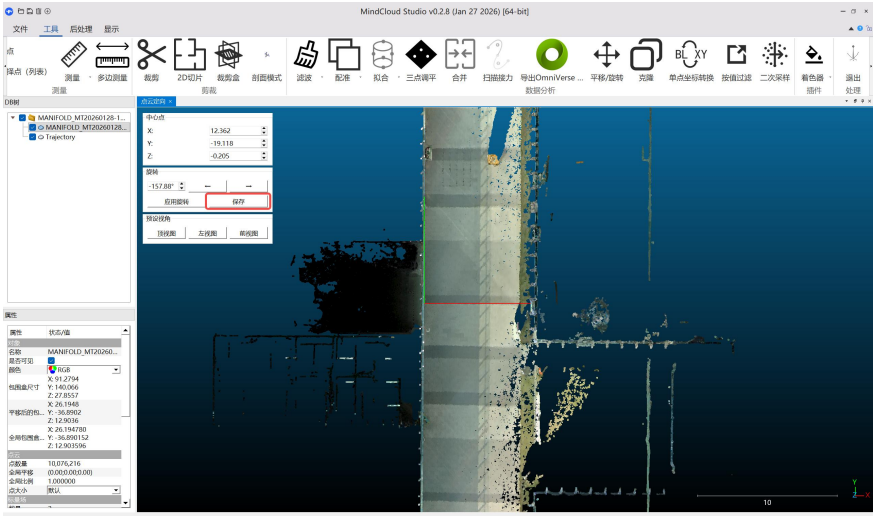 MindCloud Studio v0.2.8 (Jan 27 2026) [64-bit]
文件 工具 后处理 显示
点
择点（列表） 测量 多边测量 裁剪 2D切片 裁剪盒 剖面模式 滤波 配准 拟合 三点调平 合并 扫描接力 导出OmniVerse ... 平移/旋转 克隆 单点坐标转换 按值过滤 二次采样 着色器 退出
测量 剪裁 数据分析 插件 处理
DB树
MANIFOLD_MT20260128-1...
MANIFOLD_MT20260128...
Trajectory
点云定向 ×
中心点
X: 12.362
Y: -19.118
Z: -0.205
旋转
-157.88° ← →
应用旋转 保存
预设视角
顶视图 左视图 前视图
属性
属性 状态/值
名称 MANIFOLD_MT20260...
是否可见
颜色 RGB
包围盒尺寸
X: 91.2794
Y: 140.066
Z: 27.8557
平移后的包...
X: 26.1948
Y: -36.8902
Z: 12.9036
全局包围盒...
X: 26.194780
Y: -36.890152
Z: 12.903596
点云
点数量 10,076,216
全局平移 (0.00;0.00;0.00)
全局比例 1.000000
点大小 默认
10
Y
Z X